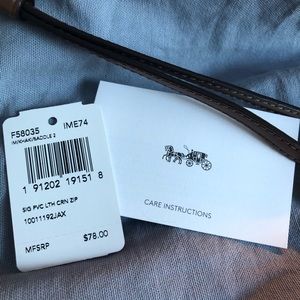 F58035 IME74
IM/KHAKI/SADDLE 2
1 91202 19151 8
SIG PVC LTH CRN ZIP
10011192JAX
MFSRP $78.00
CARE INSTRUCTIONS